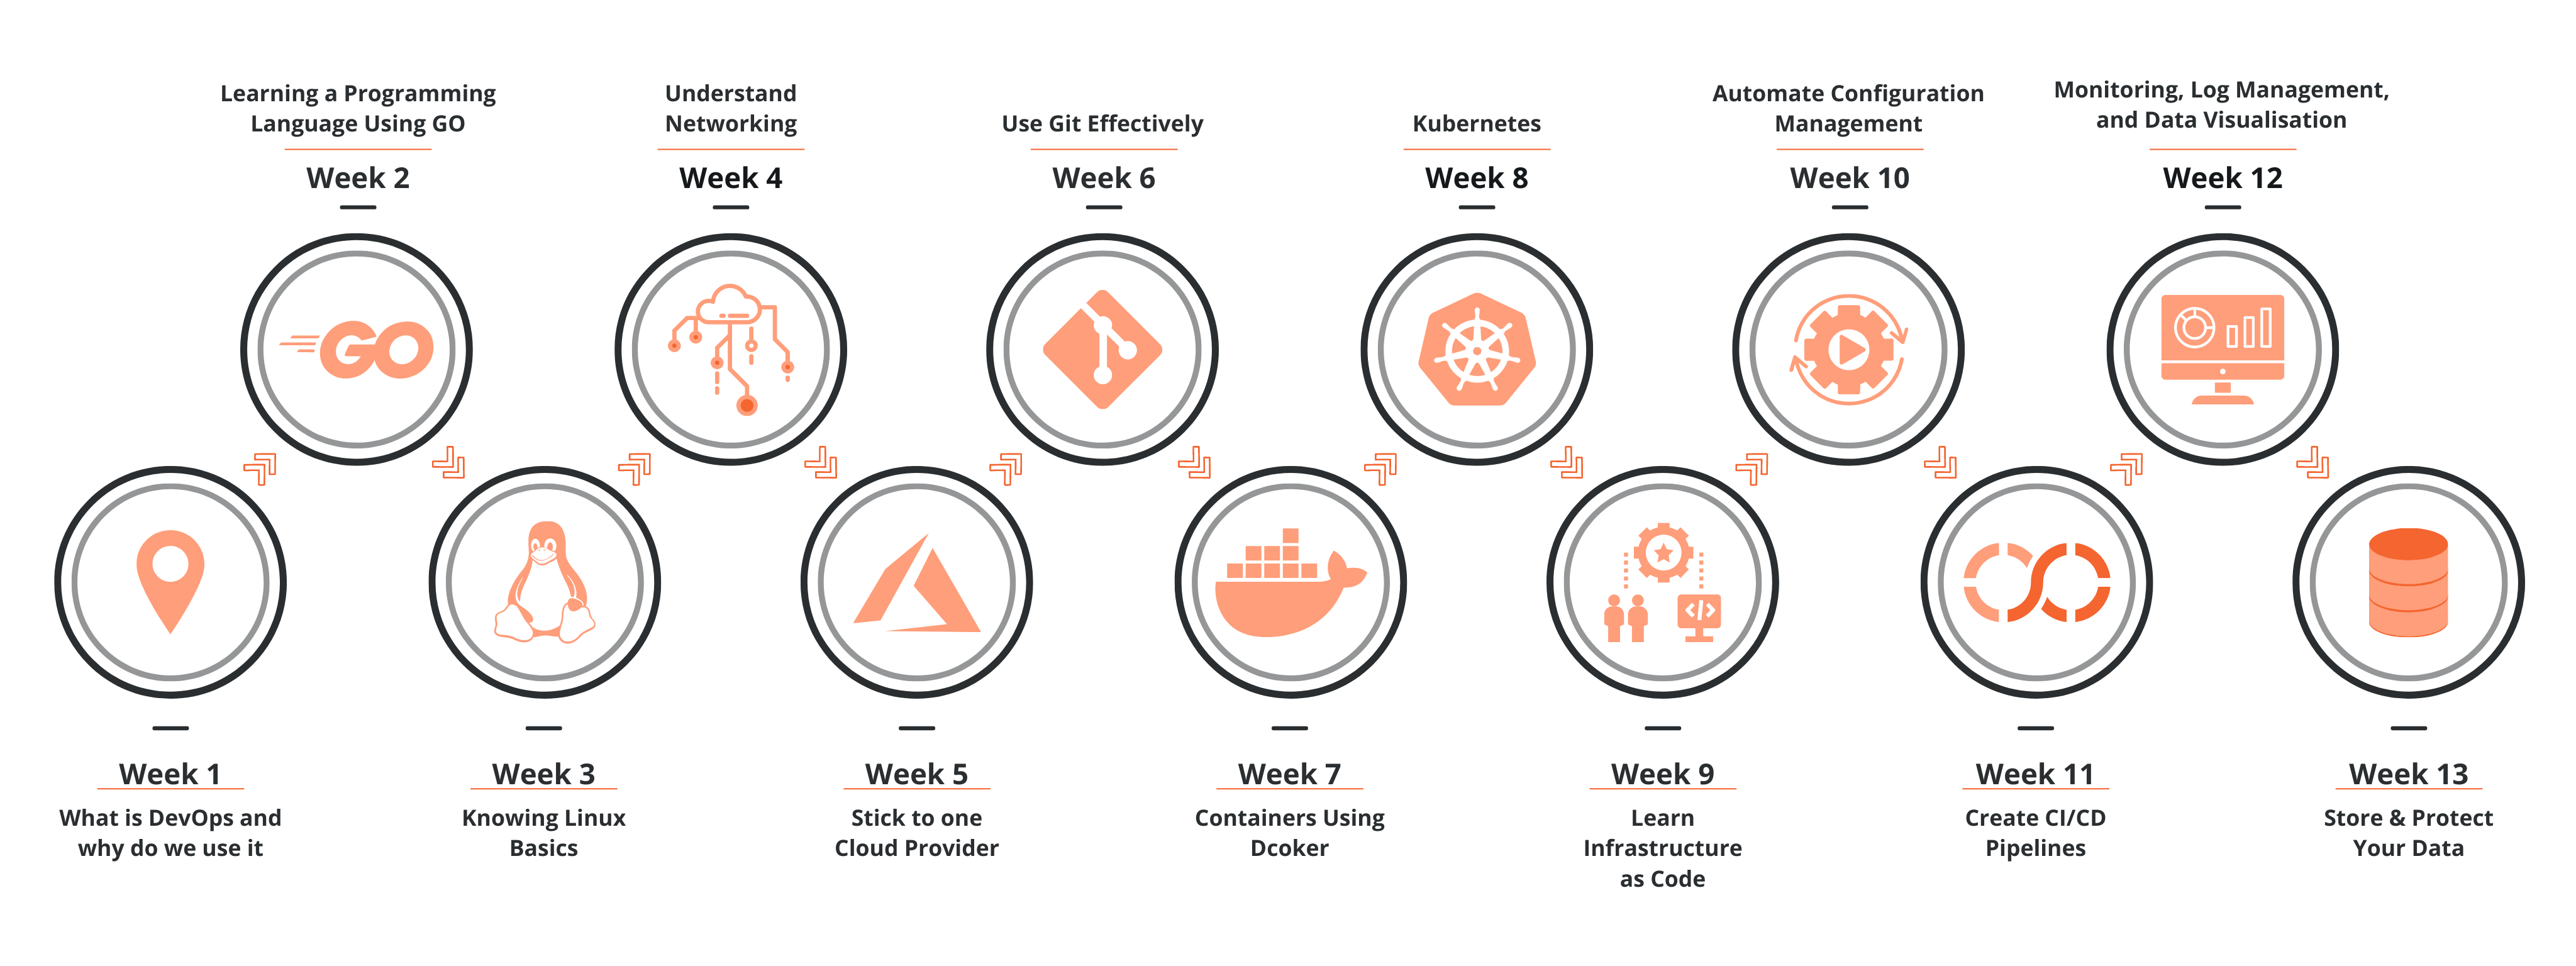 Learning a Programming
Language Using GO
Week 2
Understand
Networking
Week 4
Use Git Effectively
Week 6
Kubernetes
Week 8
Automate Configuration
Management
Week 10
Monitoring, Log Management,
and Data Visualisation
Week 12
GO
</>
Week 1
What is DevOps and
why do we use it
Week 3
Knowing Linux
Basics
Week 5
Stick to one
Cloud Provider
Week 7
Containers Using
Dcoker
Week 9
Learn
Infrastructure
as Code
Week 11
Create CI/CD
Pipelines
Week 13
Store & Protect
Your Data